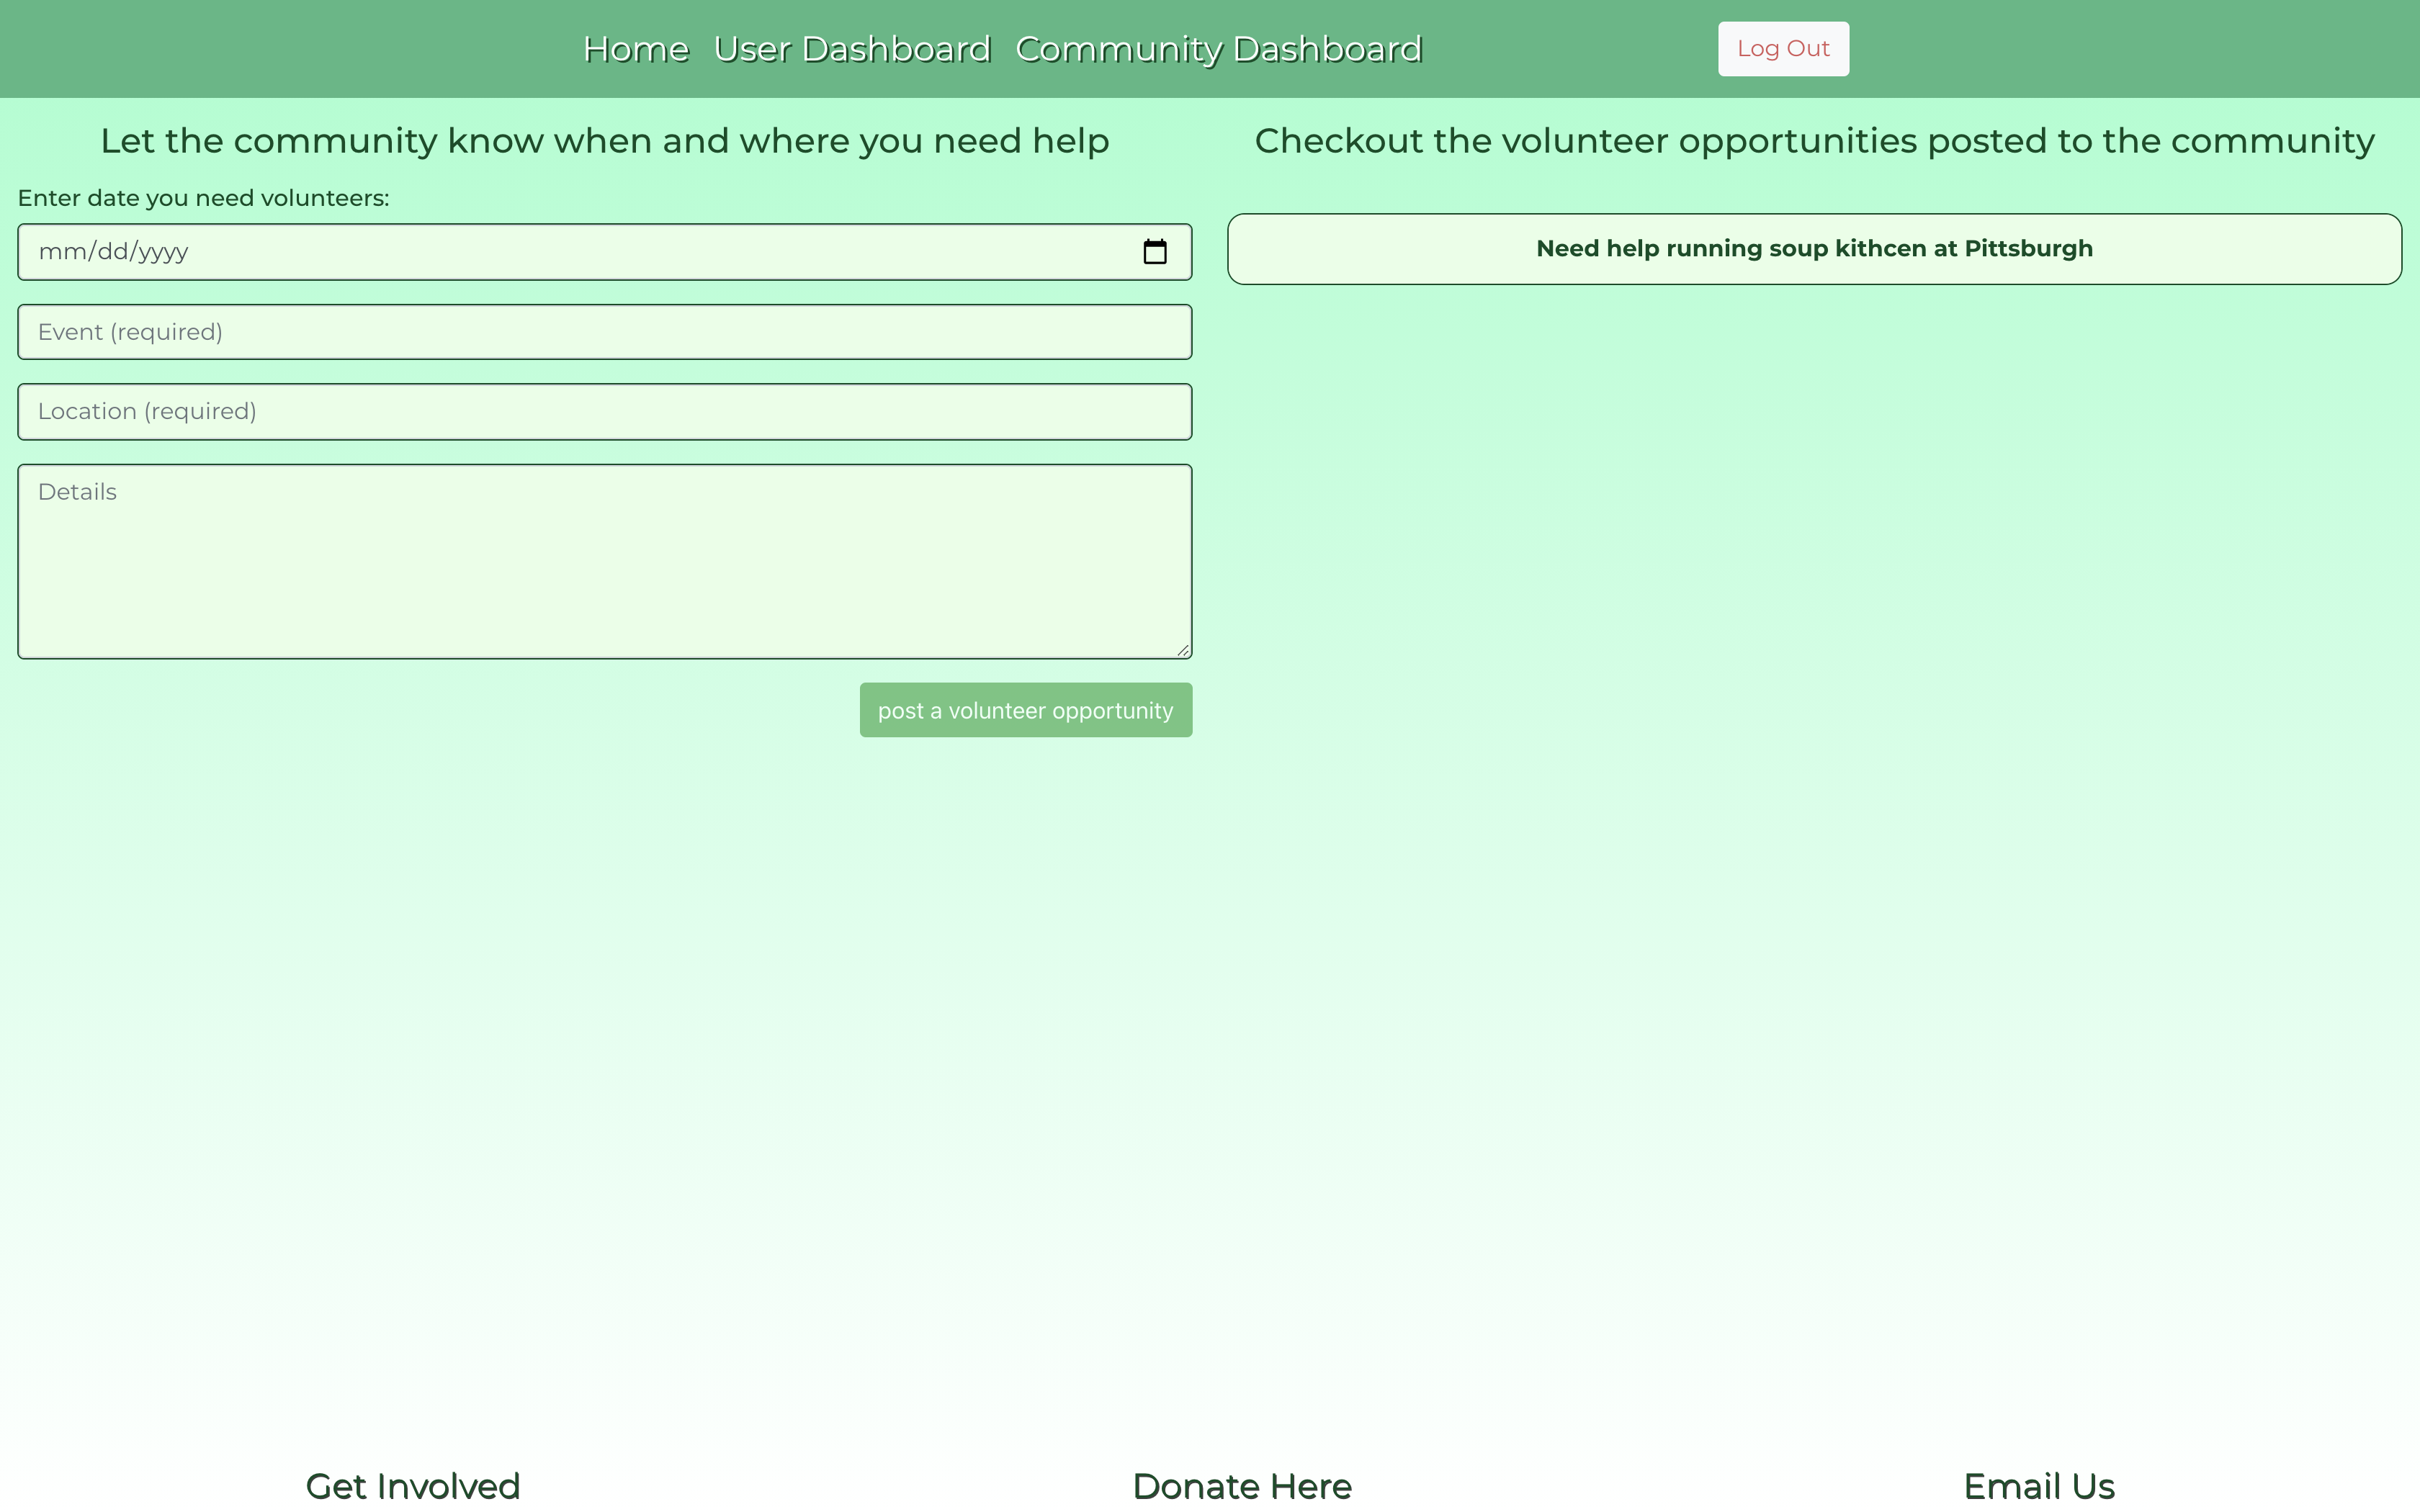 Home User Dashboard Community Dashboard Log Out
Let the community know when and where you need help
Enter date you need volunteers:
mm/dd/yyyy
Event (required)
Location (required)
Details
post a volunteer opportunity
Checkout the volunteer opportunities posted to the community
Need help running soup kithcen at Pittsburgh
Get Involved Donate Here Email Us